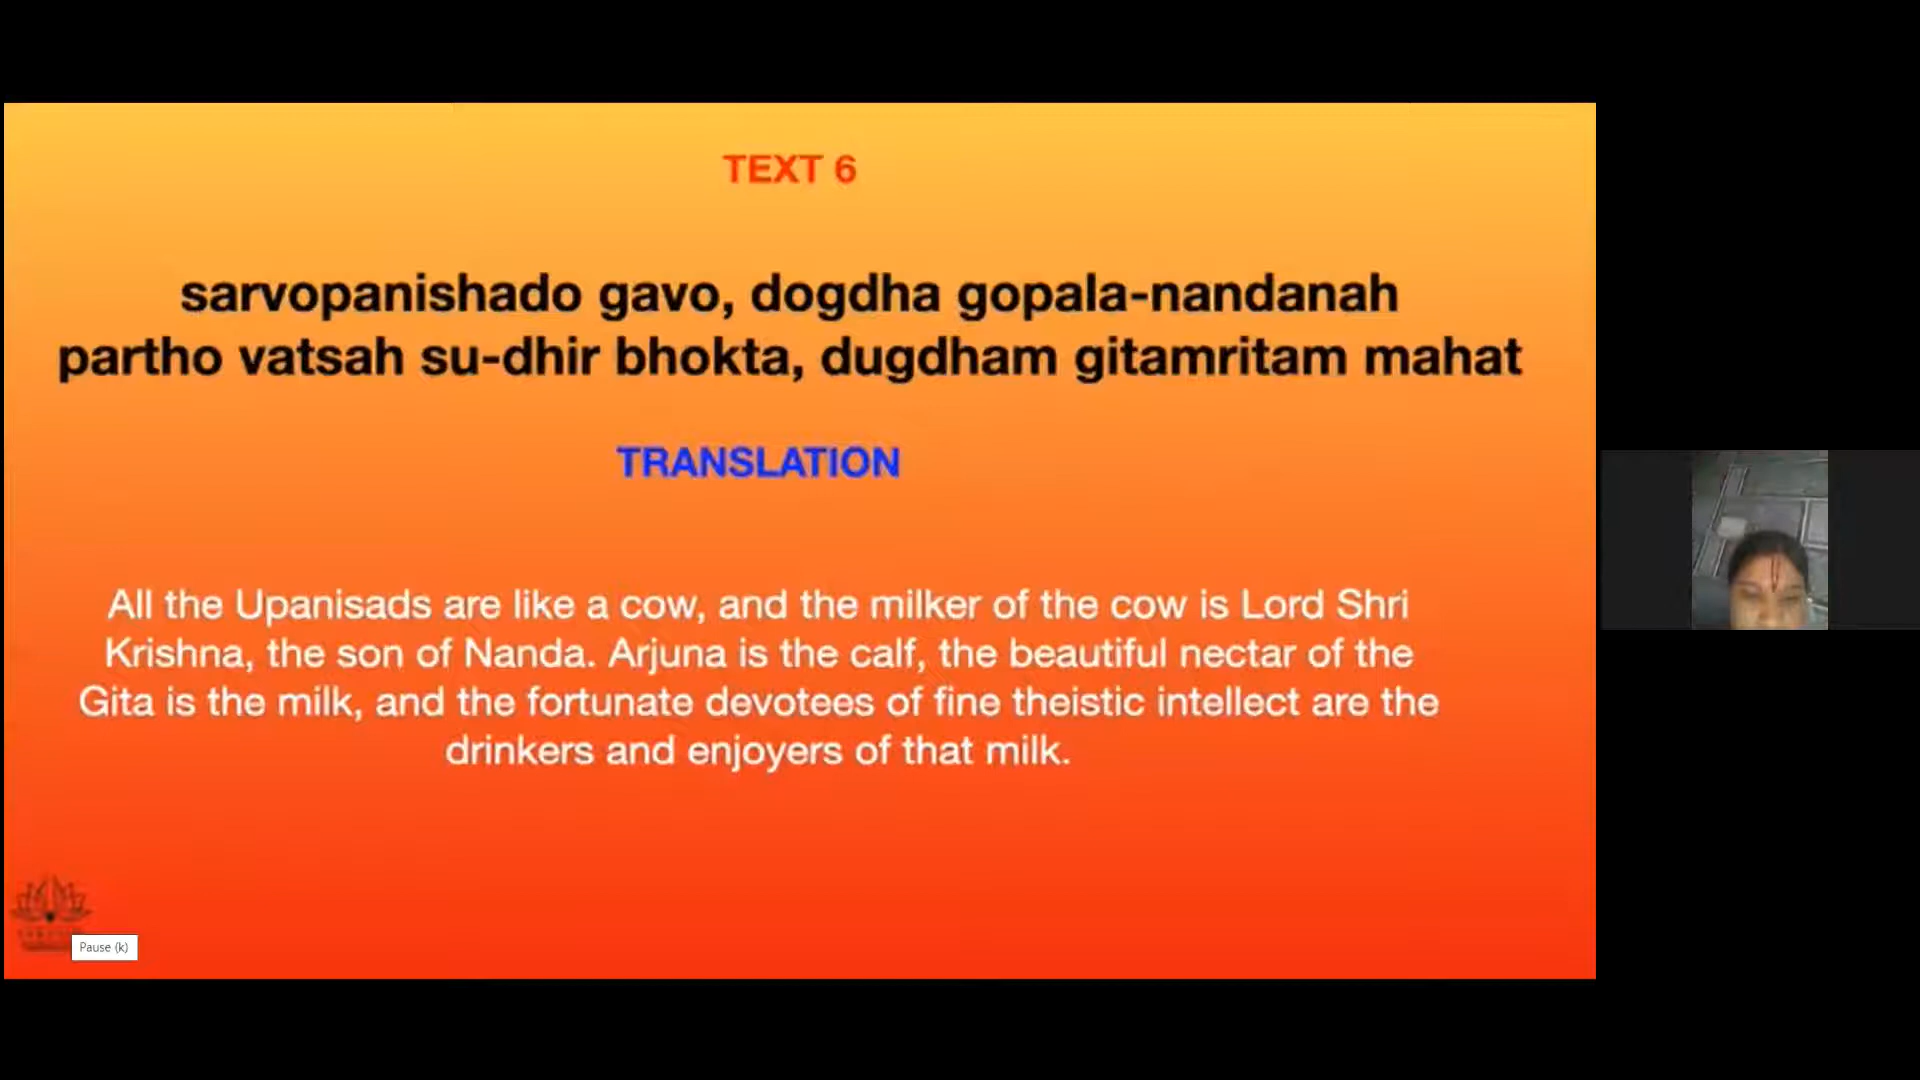 TEXT 6
sarvopanishado gavo, dogdha gopala-nandanah
partho vatsah su-dhir bhokta, dugdham gitamritam mahat
TRANSLATION
All the Upanisads are like a cow, and the milker of the cow is Lord Shri
Krishna, the son of Nanda. Arjuna is the calf, the beautiful nectar of the
Gita is the milk, and the fortunate devotees of fine theistic intellect are the
drinkers and enjoyers of that milk.
Pause (k)